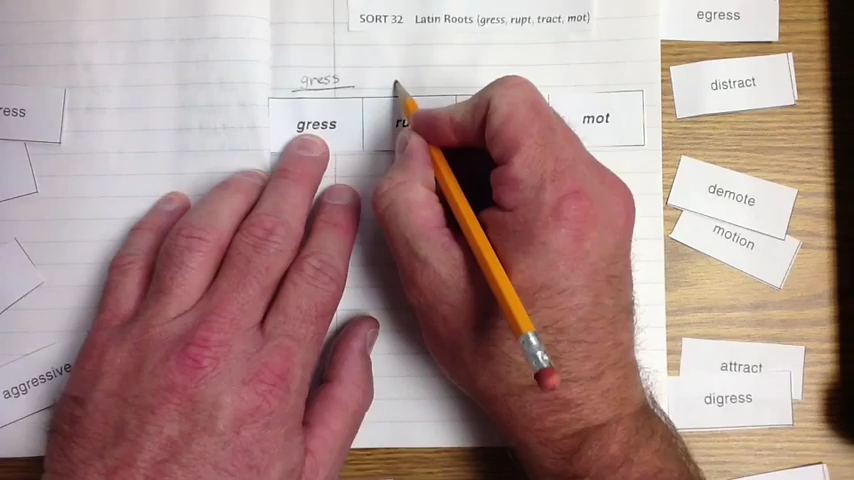 egress
SORT 32 Latin Roots (gress, rupt, tract, mot)
gress
distract
ress
gress
ru
mot
demote
motion
attract
aggressive
digress